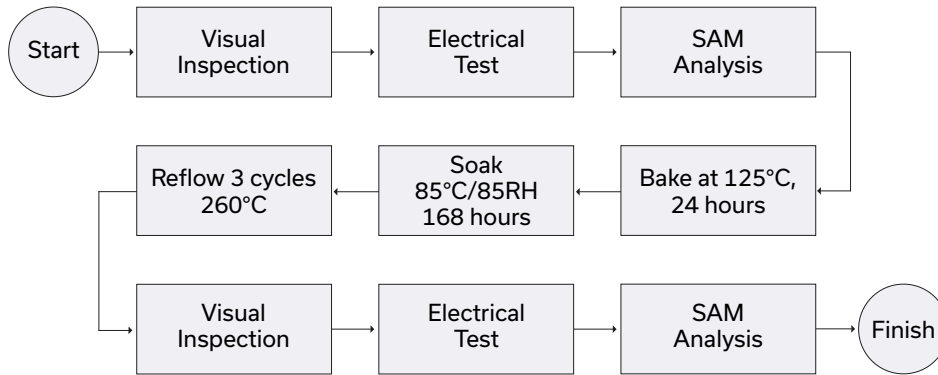 Start
Visual
Inspection
Electrical
Test
SAM
Analysis
Bake at 125°C,
24 hours
Soak
85°C/85RH
168 hours
Reflow 3 cycles
260°C
Visual
Inspection
Electrical
Test
SAM
Analysis
Finish